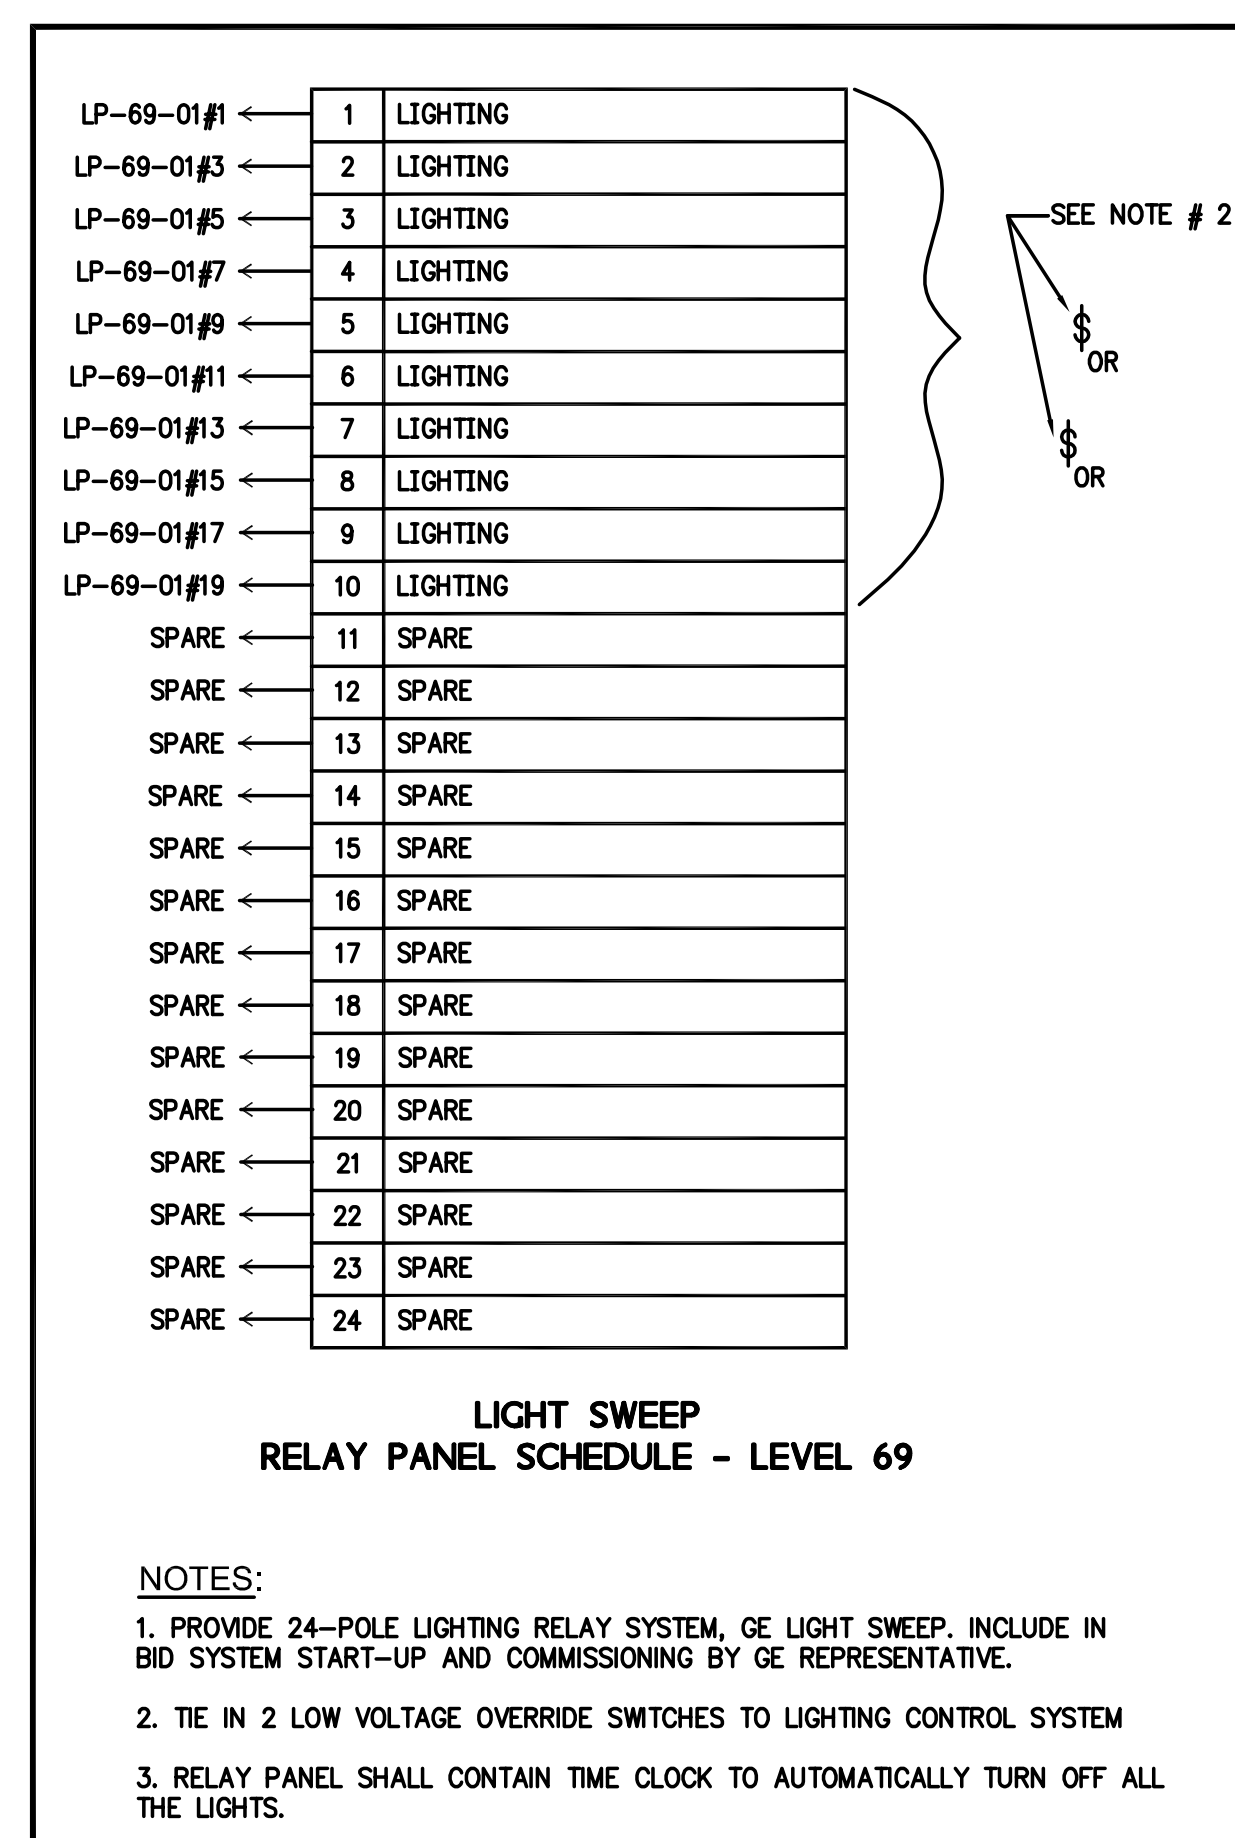 LP-69-01#1 1 LIGHTING
LP-69-01#3 2 LIGHTING
LP-69-01#5 3 LIGHTING
SEE NOTE # 2
LP-69-01#7 4 LIGHTING
LP-69-01#9 5 LIGHTING
$
OR
LP-69-01#11 6 LIGHTING
LP-69-01#13 7 LIGHTING
$
OR
LP-69-01#15 8 LIGHTING
LP-69-01#17 9 LIGHTING
LP-69-01#19 10 LIGHTING
SPARE 11 SPARE
SPARE 12 SPARE
SPARE 13 SPARE
SPARE 14 SPARE
SPARE 15 SPARE
SPARE 16 SPARE
SPARE 17 SPARE
SPARE 18 SPARE
SPARE 19 SPARE
SPARE 20 SPARE
SPARE 21 SPARE
SPARE 22 SPARE
SPARE 23 SPARE
SPARE 24 SPARE
LIGHT SWEEP
RELAY PANEL SCHEDULE - LEVEL 69
NOTES:
1. PROVIDE 24-POLE LIGHTING RELAY SYSTEM, GE LIGHT SWEEP. INCLUDE IN
BID SYSTEM START-UP AND COMMISSIONING BY GE REPRESENTATIVE.
2. TIE IN 2 LOW VOLTAGE OVERRIDE SWITCHES TO LIGHTING CONTROL SYSTEM
3. RELAY PANEL SHALL CONTAIN TIME CLOCK TO AUTOMATICALLY TURN OFF ALL
THE LIGHTS.